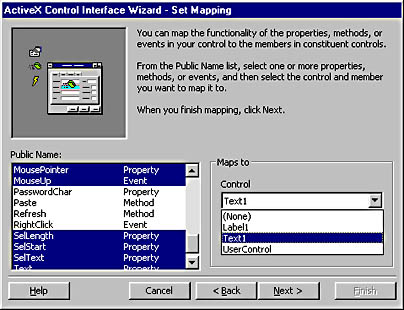 ActiveX Control Interface Wizard - Set Mapping
You can map the functionality of the properties, methods, or
events in your control to the members in constituent controls.
From the Public Name list, select one or more properties,
methods, or events, and then select the control and member
you want to map it to.
When you finish mapping, click Next.
Public Name:
MousePointer Property
MouseUp Event
PasswordChar Property
Paste Method
Refresh Method
RightClick Event
SelLength Property
SelStart Property
SelText Property
Text Property
Maps to
Control
Text1
(None)
Label1
Text1
UserControl
Help
Cancel
< Back
Next >
Finish